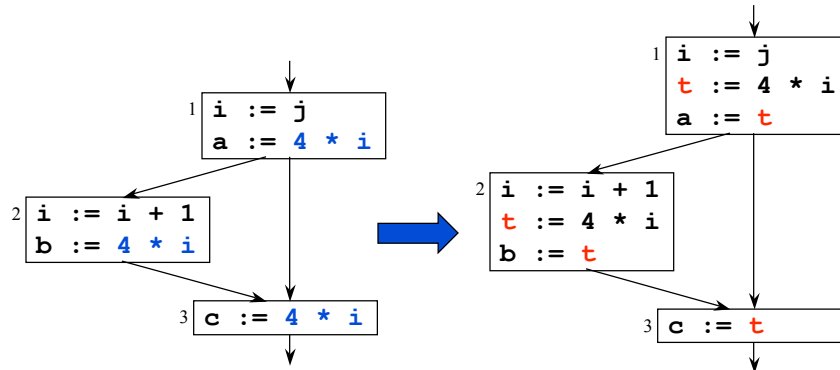 1
i := j
a := 4 * i
2
i := i + 1
b := 4 * i
3
c := 4 * i
1
i := j
t := 4 * i
a := t
2
i := i + 1
t := 4 * i
b := t
3
c := t